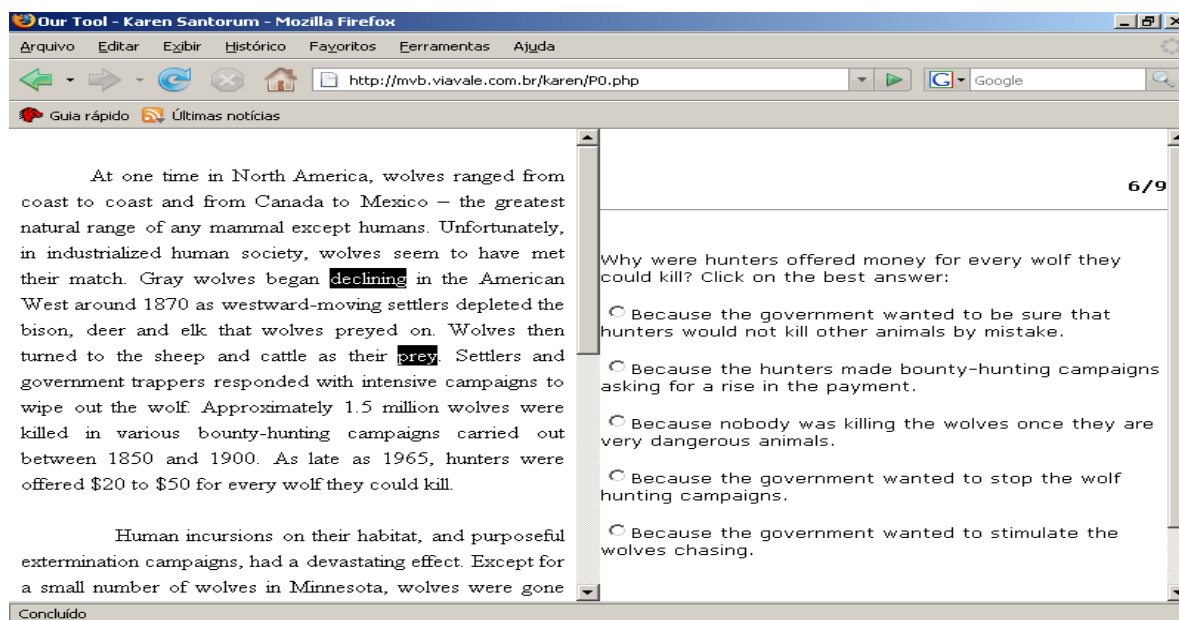 Our Tool - Karen Santorum - Mozilla Firefox
Arquivo Editar Exibir Histórico Favoritos Ferramentas Ajuda
http://mvb.viavale.com.br/karen/P0.php
G Google
Guia rápido Últimas notícias
At one time in North America, wolves ranged from
coast to coast and from Canada to Mexico – the greatest
natural range of any mammal except humans. Unfortunately,
in industrialized human society, wolves seem to have met
their match. Gray wolves began declining in the American
West around 1870 as westward-moving settlers depleted the
bison, deer and elk that wolves preyed on. Wolves then
turned to the sheep and cattle as their prey. Settlers and
government trappers responded with intensive campaigns to
wipe out the wolf. Approximately 1.5 million wolves were
killed in various bounty-hunting campaigns carried out
between 1850 and 1900. As late as 1965, hunters were
offered $20 to $50 for every wolf they could kill.
Human incursions on their habitat, and purposeful
extermination campaigns, had a devastating effect. Except for
a small number of wolves in Minnesota, wolves were gone
6/9
Why were hunters offered money for every wolf they
could kill? Click on the best answer:
Because the government wanted to be sure that
hunters would not kill other animals by mistake.
Because the hunters made bounty-hunting campaigns
asking for a rise in the payment.
Because nobody was killing the wolves once they are
very dangerous animals.
Because the government wanted to stop the wolf
hunting campaigns.
Because the government wanted to stimulate the
wolves chasing.
Concluído